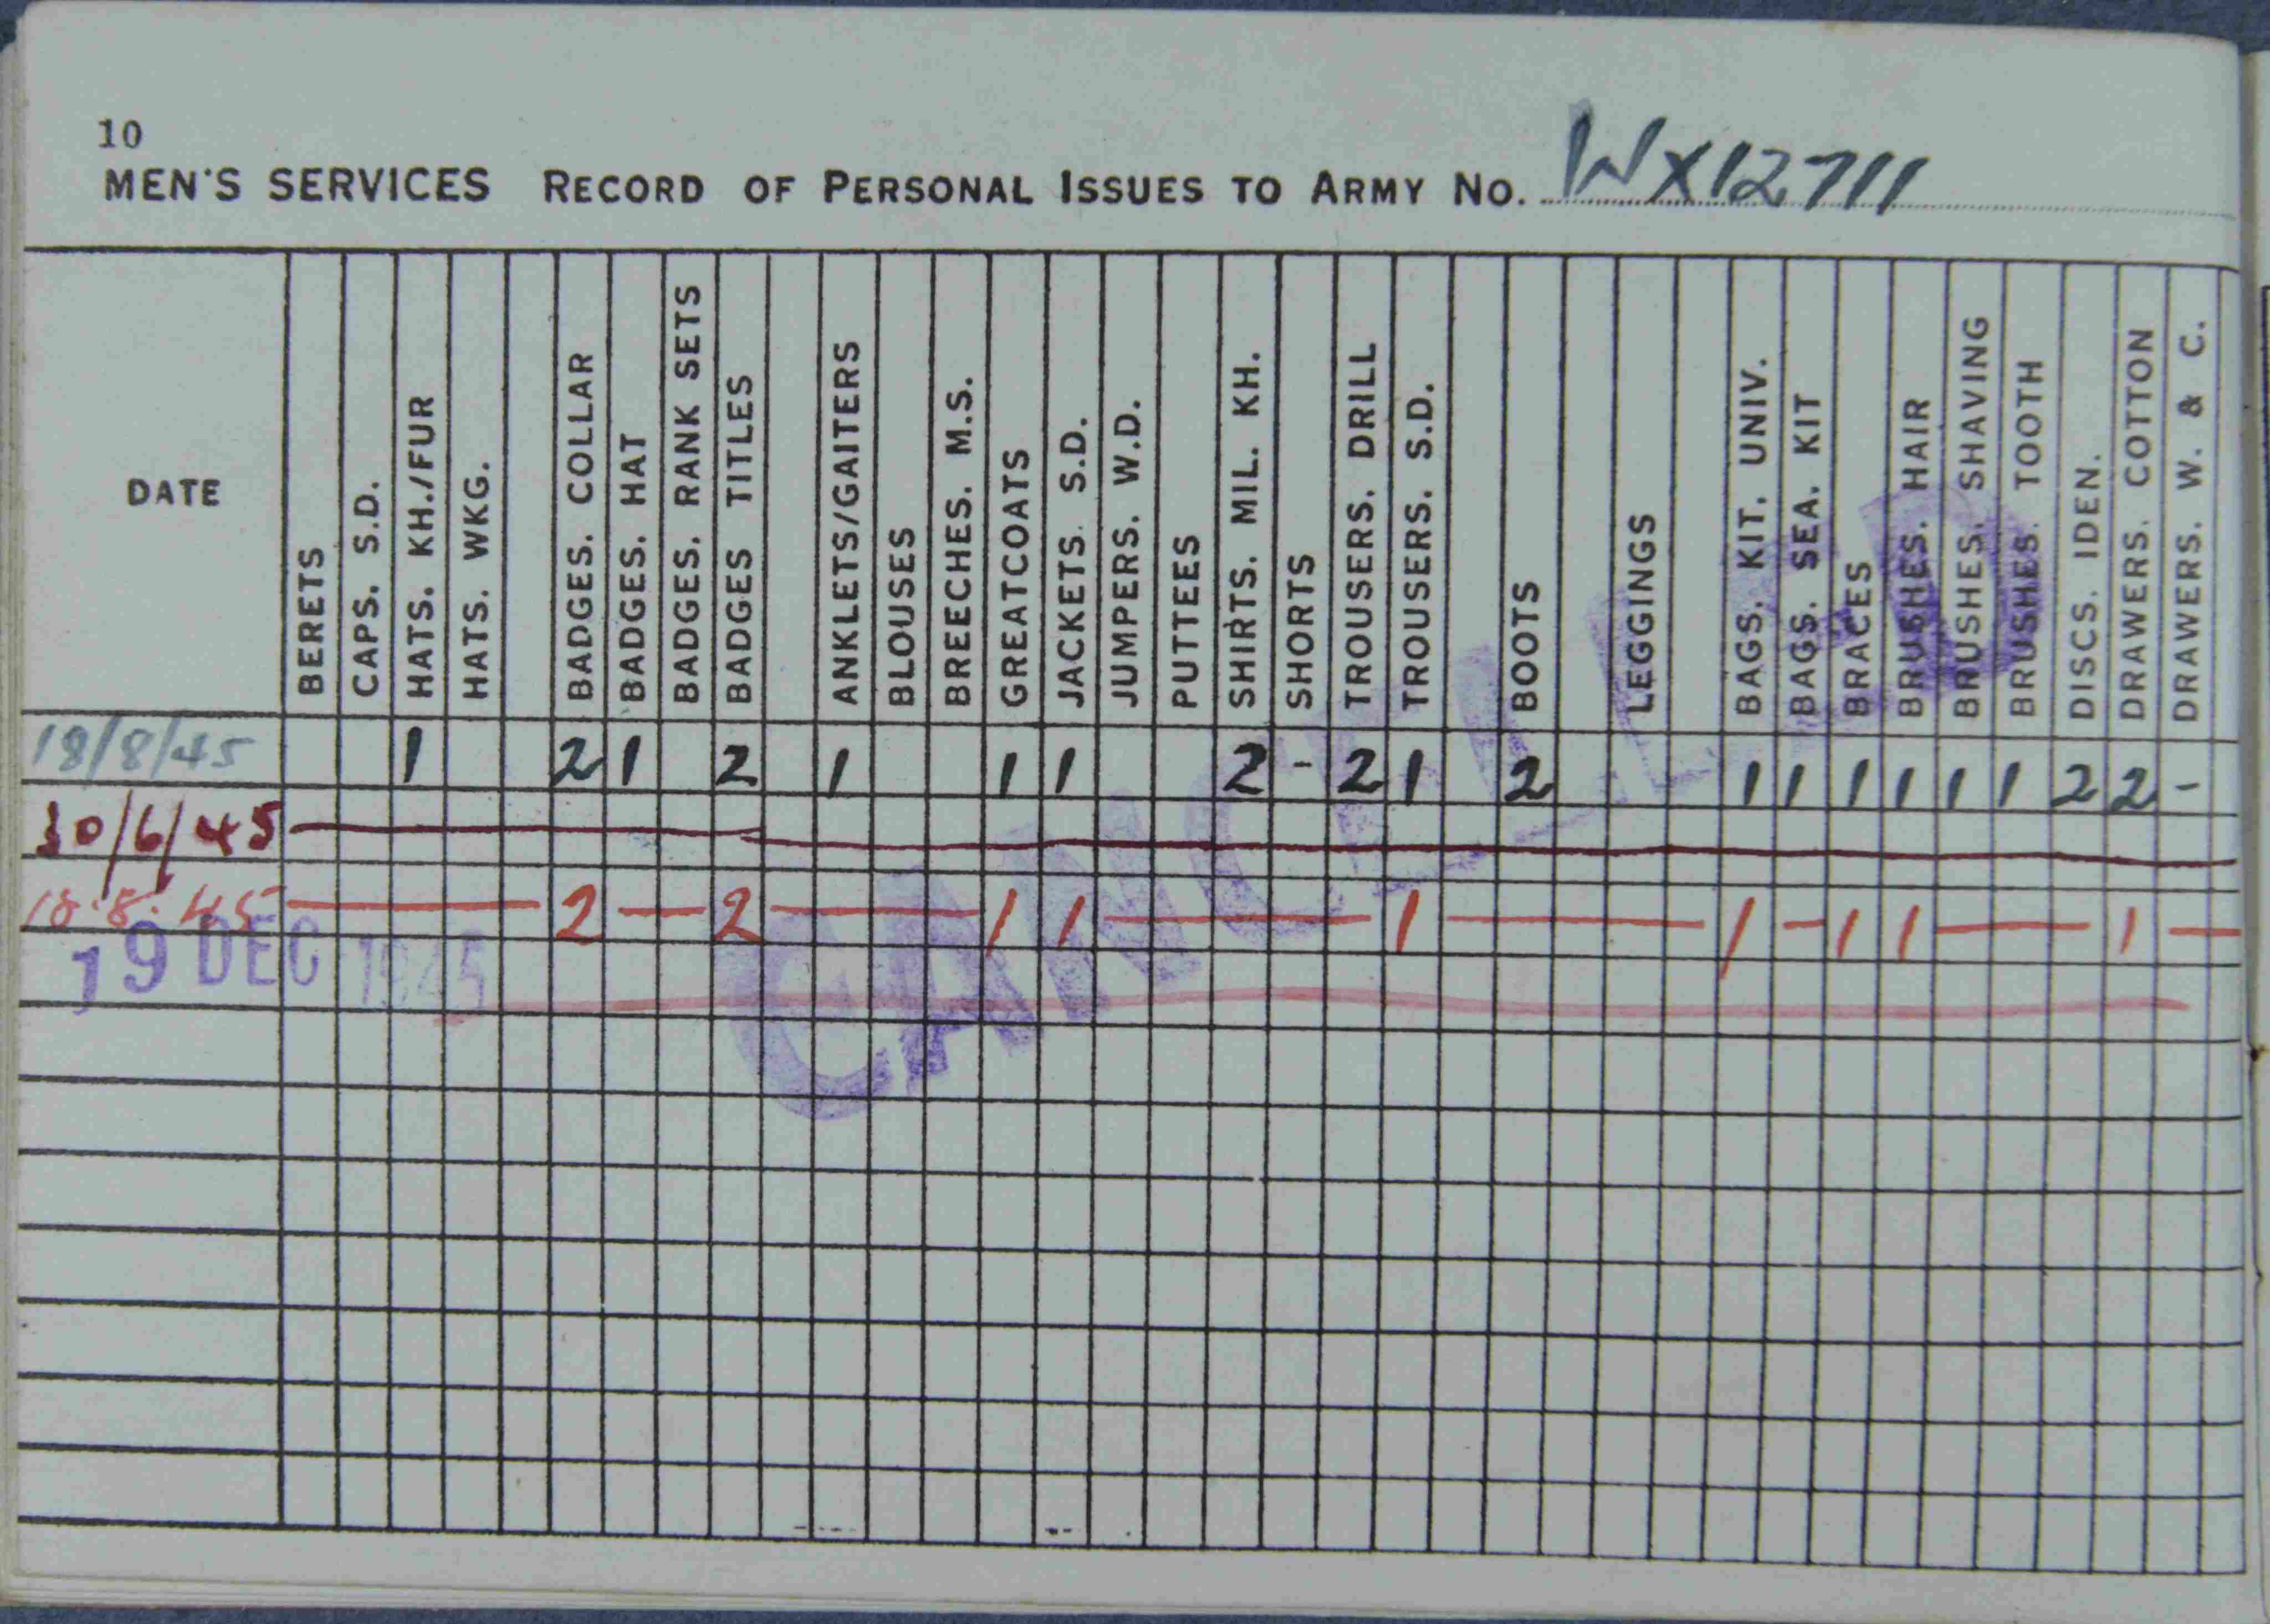 10
MEN'S SERVICES RECORD OF PERSONAL ISSUES TO ARMY NO. WX12711
DATE BERETS CAPS. S.D. HATS. KH./FUR HATS. WKG. BADGES. COLLAR BADGES. HAT BADGES. RANK SETS BADGES TITLES ANKLETS/GAITERS BLOUSES BREECHES. M.S. GREATCOATS JACKETS. S.D. JUMPERS. W.D. PUTTEES SHIRTS. MIL. KH. SHORTS TROUSERS. DRILL TROUSERS. S.D. BOOTS LEGGINGS BAGS. KIT. UNIV. BAGS. SEA. KIT BRACES BRUSHES. HAIR BRUSHES. SHAVING BRUSHES. TOOTH DISCS. IDEN. DRAWERS. COTTON DRAWERS. W. & C.
18/8/45 1 2 1 2 1 1 1 2 - 2 1 2 1 1 1 1 1 1 2 2 -
30/6/45
18.8.45 — 2 — 2 — 1 1 — 1 — 1 — 1 1 — 1 —
19 DEC 1945
CANCELLED